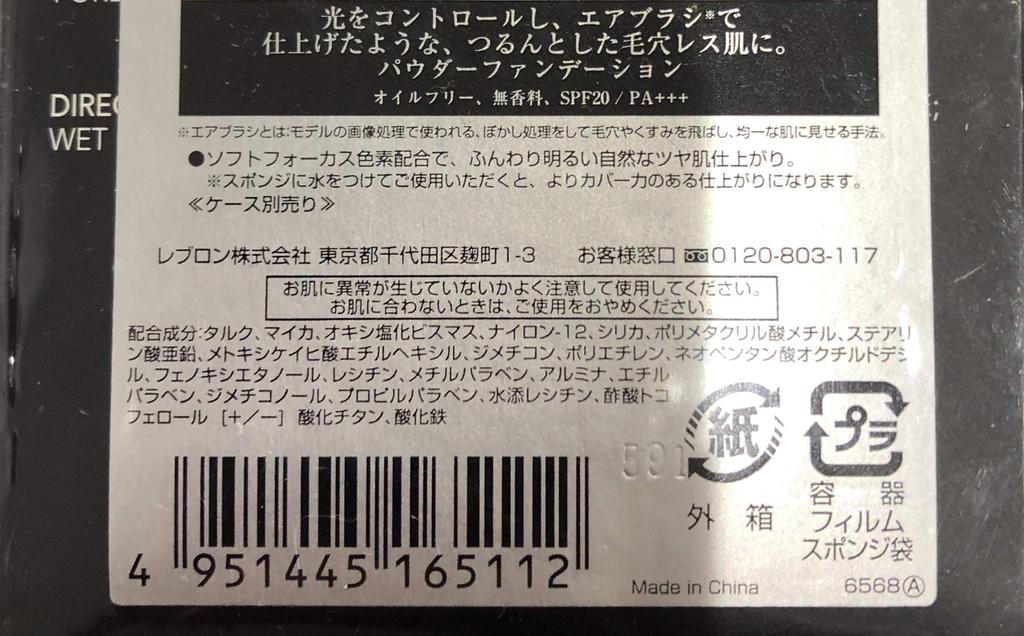 光をコントロールし、エアブラシ※で
仕上げたような、つるんとした毛穴レス肌に。
パウダーファンデーション
オイルフリー、無香料、SPF20 / PA+++
DIREC
WET
※エアブラシとは:モデルの画像処理で使われる、ぼかし処理をして毛穴やくすみを飛ばし、均一な肌に見せる手法。
●ソフトフォーカス色素配合で、ふんわり明るい自然なツヤ肌仕上がり。
※スポンジに水をつけてご使用いただくと、よりカバー力のある仕上がりになります。
≪ケース別売り≫
レブロン株式会社 東京都千代田区麹町1-3 お客様窓口 0120-803-117
お肌に異常が生じていないかよく注意して使用してください。
お肌に合わないときは、ご使用をおやめください。
配合成分:タルク、マイカ、オキシ塩化ビスマス、ナイロン-12、シリカ、ポリメタクリル酸メチル、ステアリ
ン酸亜鉛、メトキシケイヒ酸エチルヘキシル、ジメチコン、ポリエチレン、ネオペンタン酸オクチルドデシ
ル、フェノキシエタノール、レシチン、メチルパラベン、アルミナ、エチル
パラベン、ジメチコノール、プロピルパラベン、水添レシチン、酢酸トコ
フェロール [+/-] 酸化チタン、酸化鉄
591
紙
プラ
外箱
容器
フィルム
スポンジ袋
4 951445 165112
Made in China
6568Ⓐ